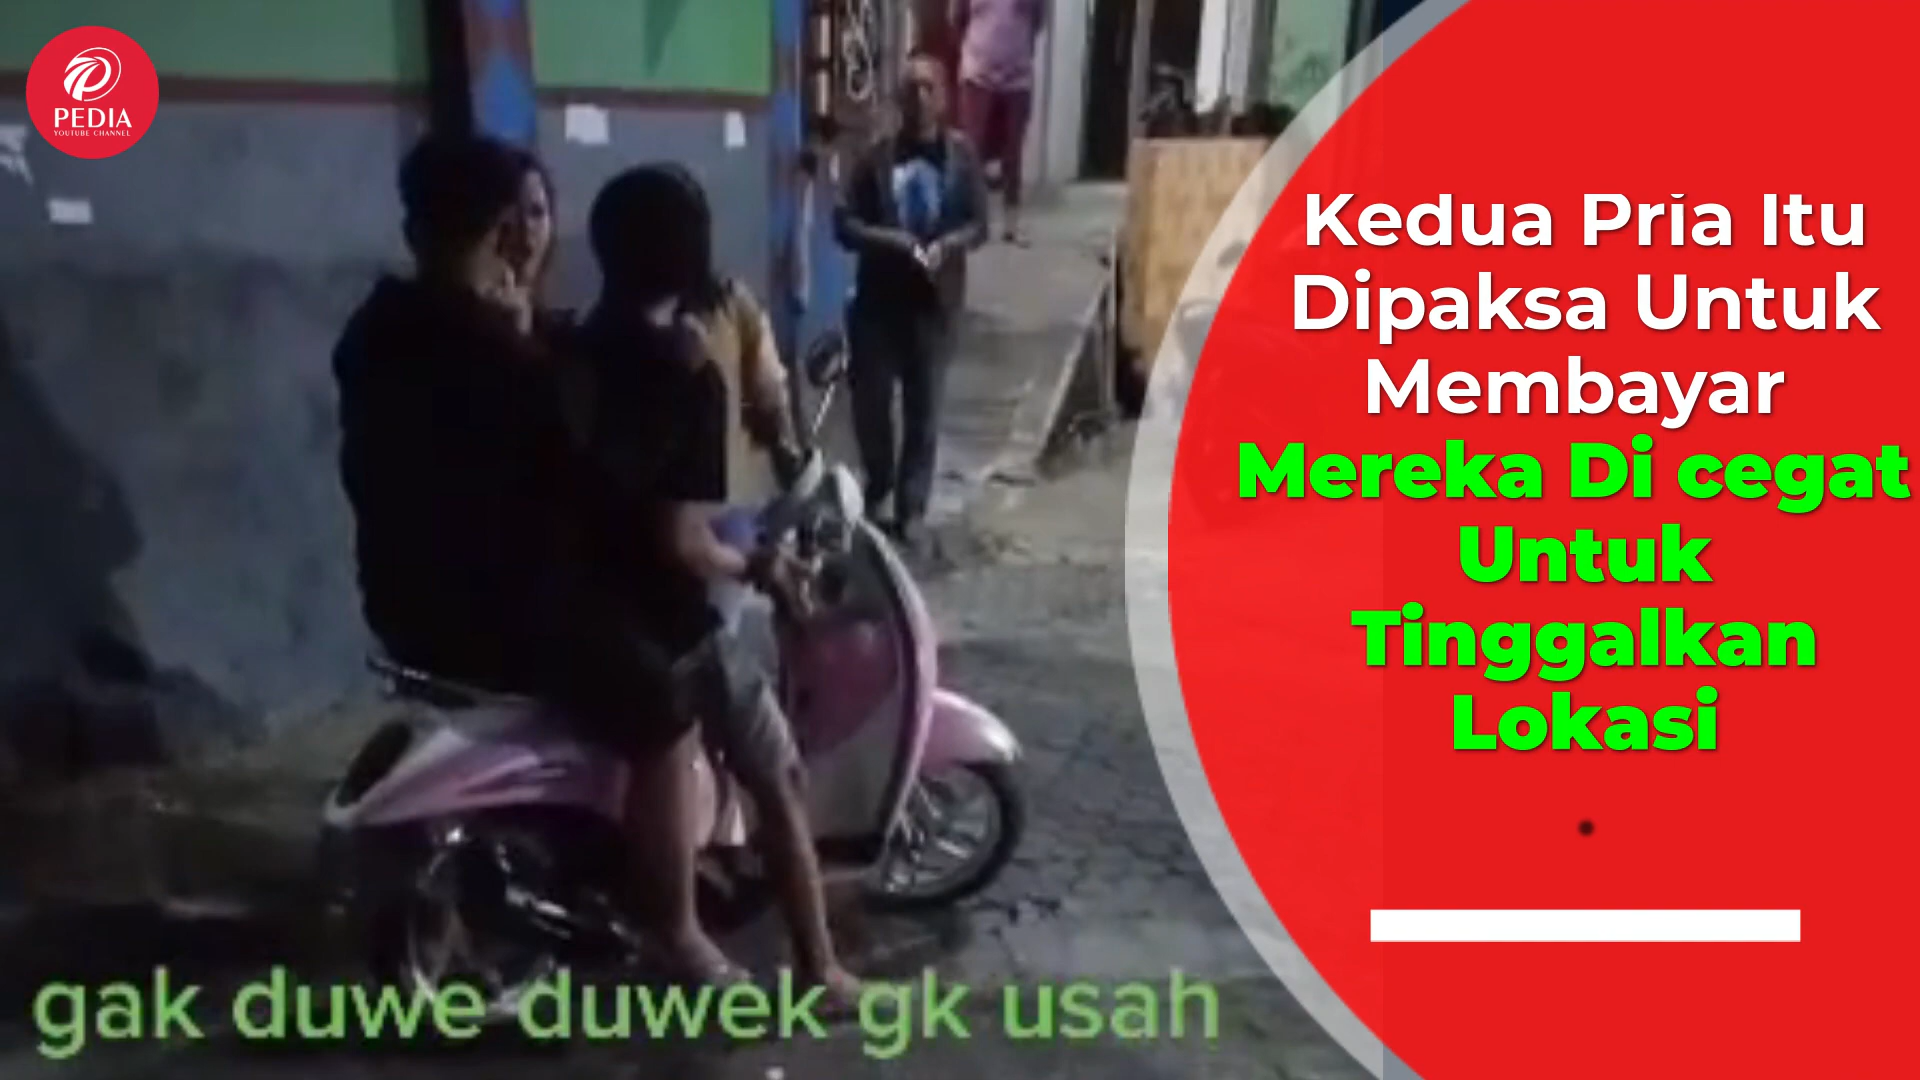 PEDIA
YOUTUBE CHANNEL
Kedua Pria Itu
Dipaksa Untuk
Membayar
Mereka Di cegat
Untuk
Tinggalkan
Lokasi
gak duwe duwek gk usah